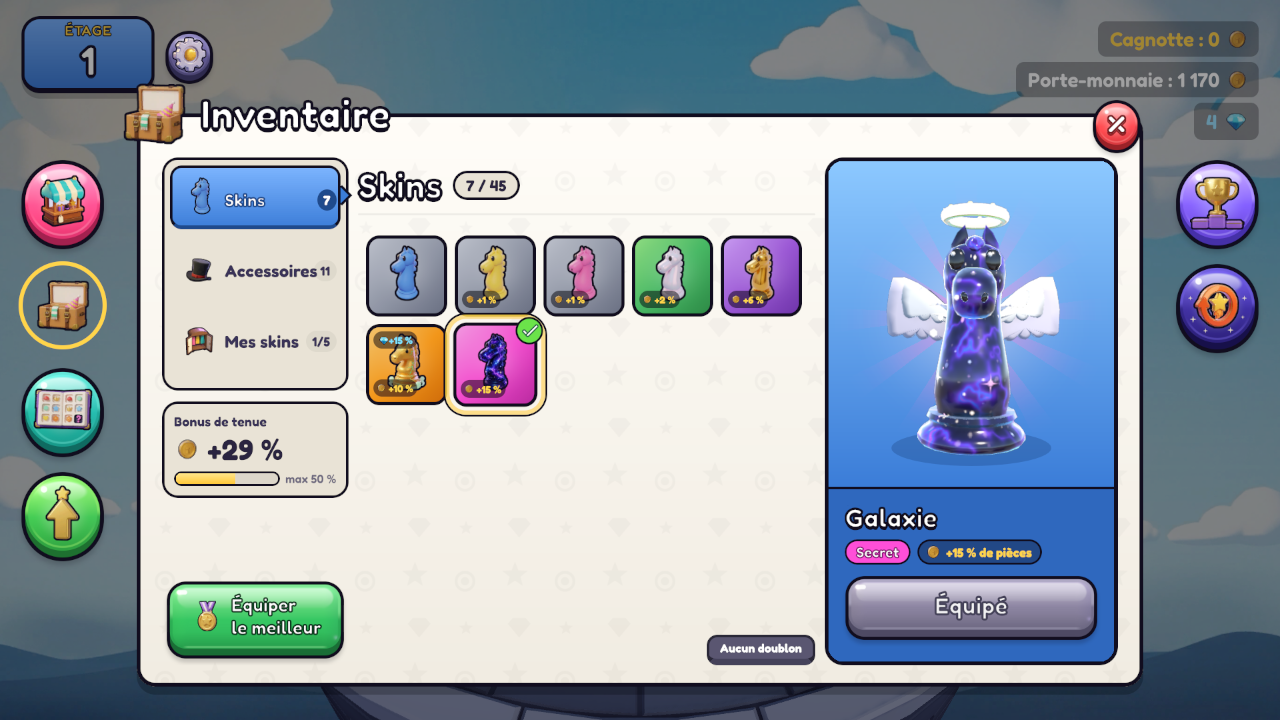 ÉTAGE
1
Cagnotte : 0
Porte-monnaie : 1 170
4
Inventaire
Skins 7
Accessoires 11
Mes skins 1/5
Bonus de tenue
+29 %
max 50 %
Équiper
le meilleur
Skins 7 / 45
+1 %
+1 %
+2 %
+5 %
+15 %
+10 %
+15 %
Aucun doublon
Galaxie
Secret
+15 % de pièces
Équipé